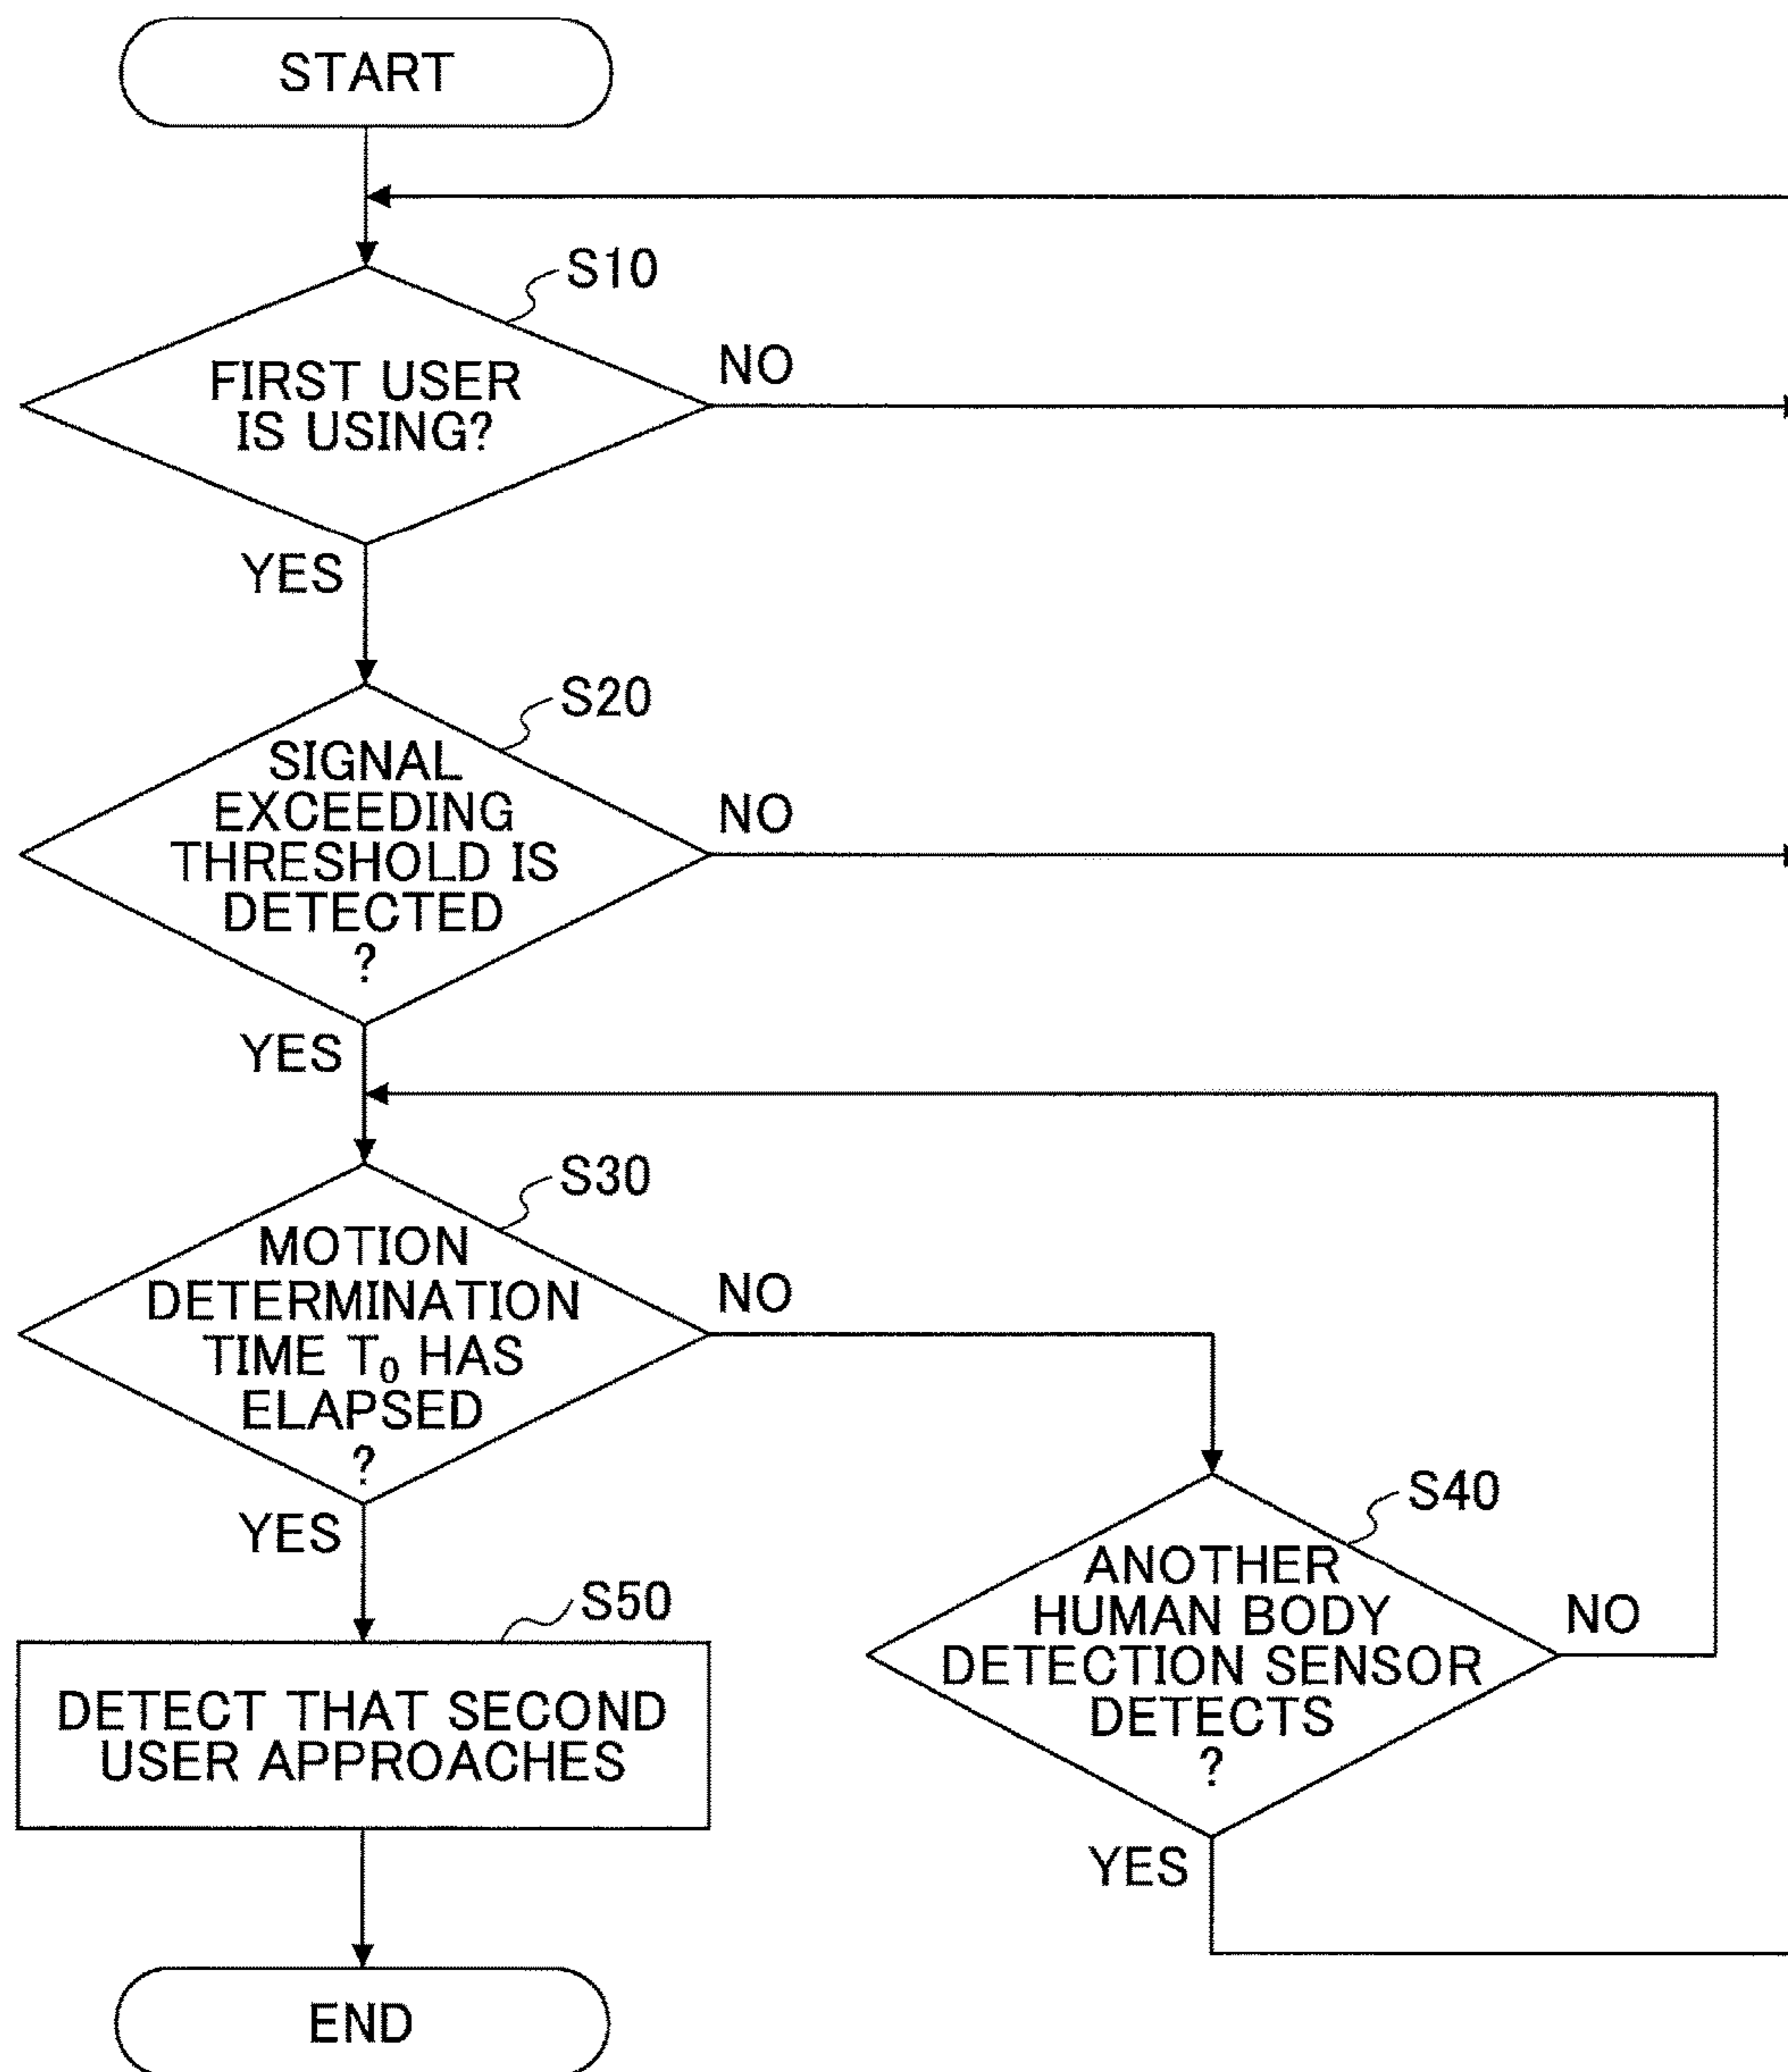 START
S10
FIRST USER
IS USING?
NO
YES
S20
SIGNAL
EXCEEDING
THRESHOLD IS
DETECTED
?
NO
YES
S30
MOTION
DETERMINATION
TIME T₀ HAS
ELAPSED
?
NO
YES
S40
ANOTHER
HUMAN BODY
DETECTION SENSOR
DETECTS
?
NO
YES
S50
DETECT THAT SECOND
USER APPROACHES
END